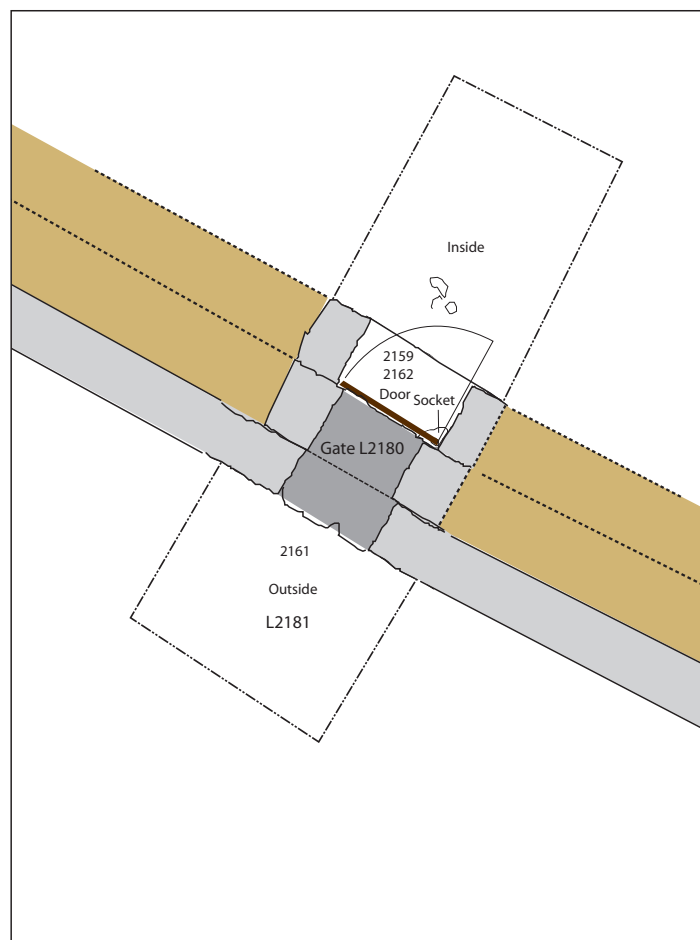 Inside
2159
2162
Door
Socket
Gate L2180
2161
Outside
L2181